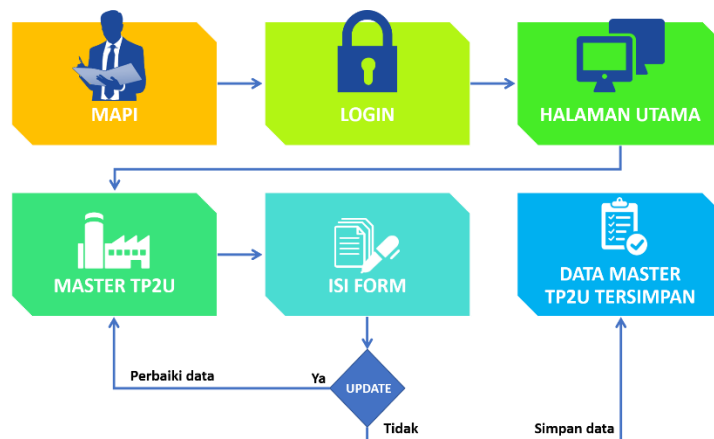 MAPI
LOGIN
HALAMAN UTAMA
MASTER TP2U
ISI FORM
DATA MASTER
TP2U TERSIMPAN
Perbaiki data
Ya
UPDATE
Tidak
Simpan data